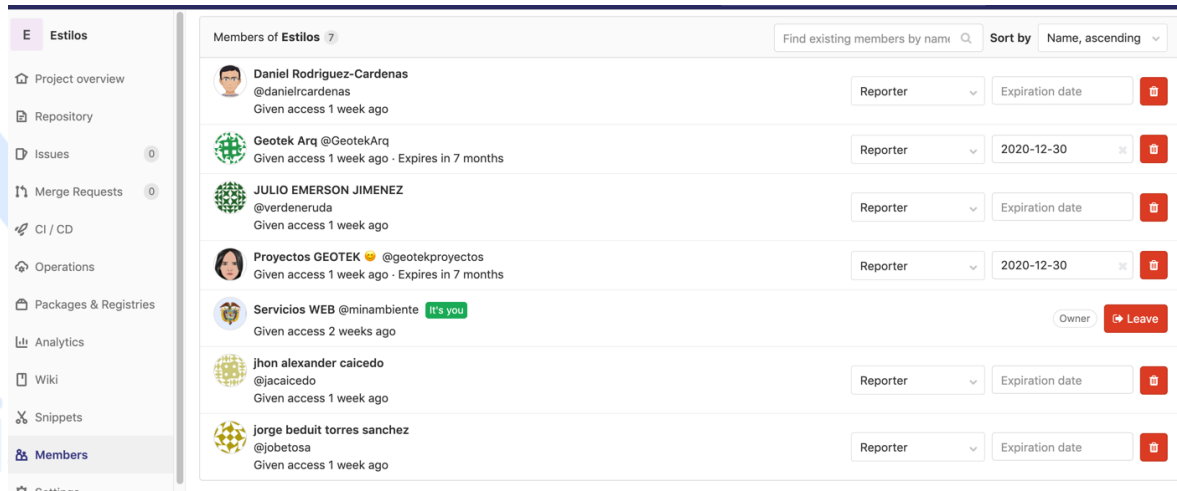 E Estilos
Project overview
Repository
Issues 0
Merge Requests 0
CI / CD
Operations
Packages & Registries
Analytics
Wiki
Snippets
Members
Settings
Members of Estilos 7
Find existing members by name
Sort by Name, ascending
Daniel Rodriguez-Cardenas
@danielrcardenas
Given access 1 week ago
Reporter Expiration date
Geotek Arq @GeotekArq
Given access 1 week ago · Expires in 7 months
Reporter 2020-12-30
JULIO EMERSON JIMENEZ
@verdeneruda
Given access 1 week ago
Reporter Expiration date
Proyectos GEOTEK 😊 @geotekproyectos
Given access 1 week ago · Expires in 7 months
Reporter 2020-12-30
Servicios WEB @minambiente It's you
Given access 2 weeks ago
Owner Leave
jhon alexander caicedo
@jacaicedo
Given access 1 week ago
Reporter Expiration date
jorge beduit torres sanchez
@jobetosa
Given access 1 week ago
Reporter Expiration date